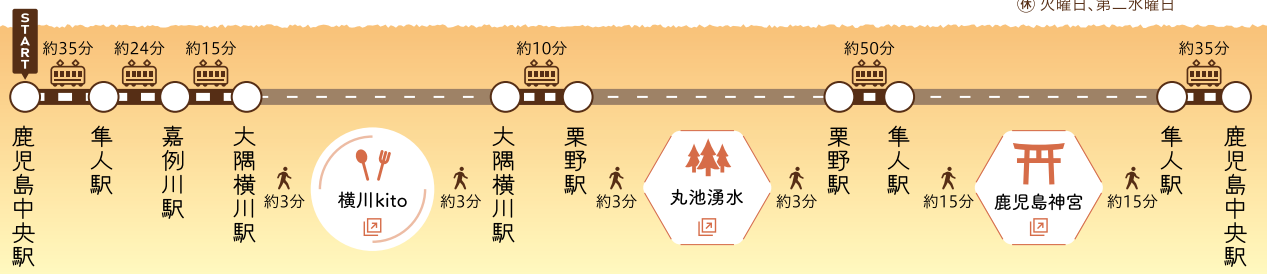 ㊡ 火曜日、第二水曜日
START
約35分
約24分
約15分
約10分
約50分
約35分
鹿児島中央駅
隼人駅
嘉例川駅
大隅横川駅
約3分
横川kito
約3分
大隅横川駅
栗野駅
約3分
丸池湧水
約3分
栗野駅
隼人駅
約15分
鹿児島神宮
約15分
隼人駅
鹿児島中央駅